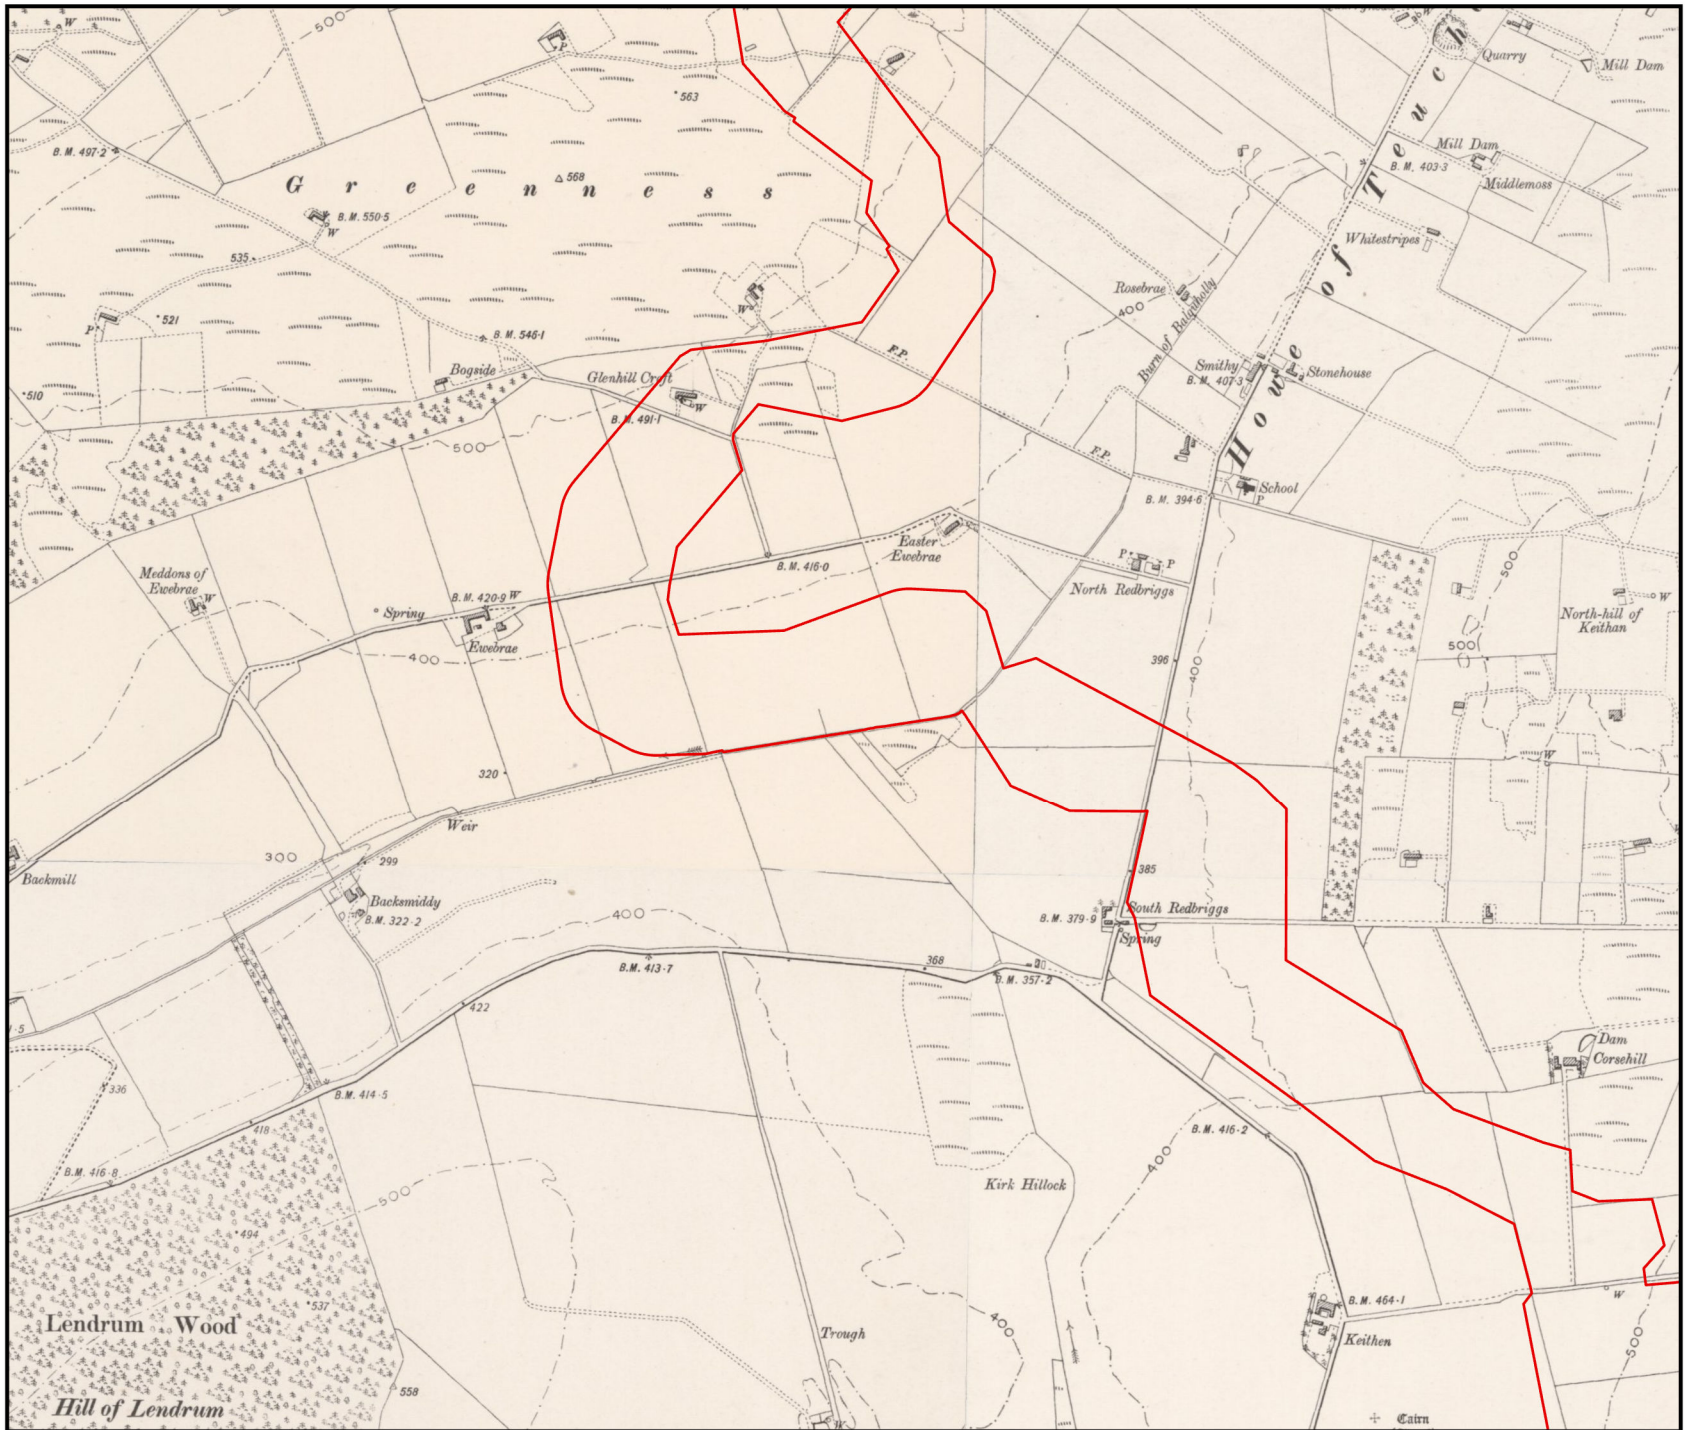 W
500
Quarry
Mill Dam
563
B.M. 497·2
B.M. 403·3
Mill Dam
Middlemoss
Greenness
568
B.M. 550·5
W
Howe of Teuch
Whitestripes
535
Rosebrae
400
Burn of Balquholly
W
P
521
B.M. 546·1
F.P.
Smithy
B.M. 407·3
Stonehouse
Bogside
Glenhill Croft
W
510
B.M. 491·1
500
F.P.
B.M. 394·6
School
P
Easter
Ewebrae
B.M. 416·0
P
P
North Redbriggs
500
Meddons of
Ewebrae
W
Spring
B.M. 420·9
W
Ewebrae
400
W
North-hill of
Keithan
500
396
400
W
320
Weir
300
299
Backmill
385
Backsmiddy
B.M. 322·2
400
B.M. 379·9
South Redbriggs
Spring
B.M. 413·7
368
B.M. 357·2
422
1·5
Dam
Corsehill
336
B.M. 414·5
418
B.M. 416·2
400
B.M. 416·8
Kirk Hillock
500
494
537
W
B.M. 464·1
Lendrum Wood
Trough
400
Keithen
500
558
Hill of Lendrum
W
Cairn